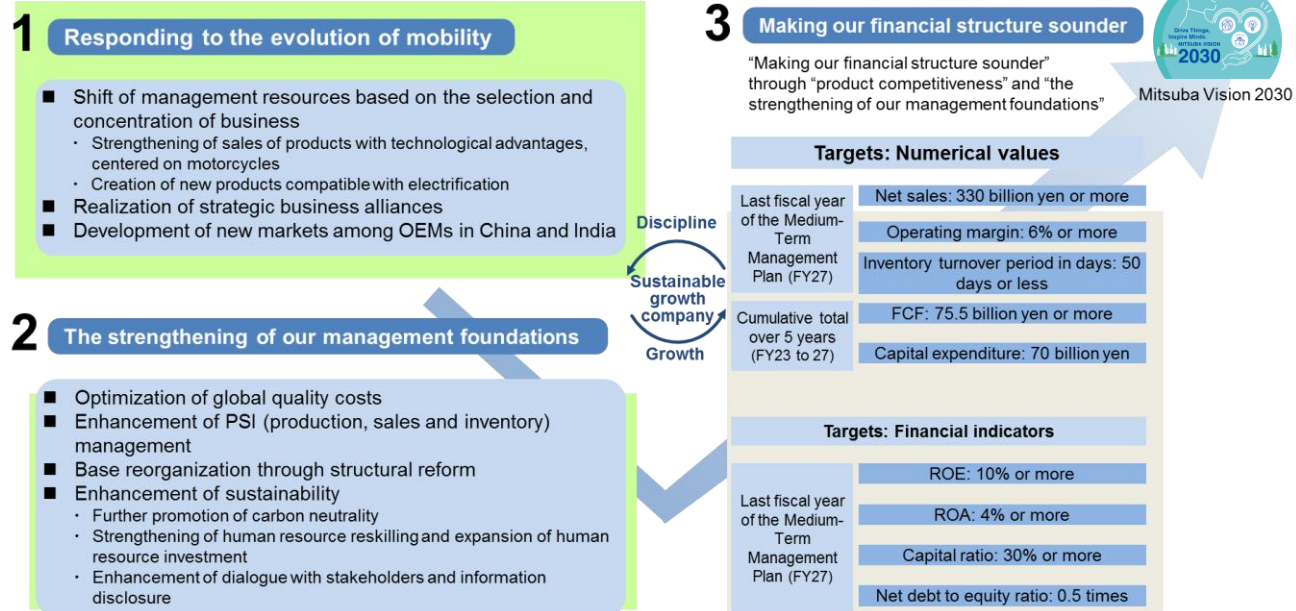 1
Responding to the evolution of mobility
■ Shift of management resources based on the selection and
concentration of business
・ Strengthening of sales of products with technological advantages,
centered on motorcycles
・ Creation of new products compatible with electrification
■ Realization of strategic business alliances
■ Development of new markets among OEMs in China and India
2
The strengthening of our management foundations
■ Optimization of global quality costs
■ Enhancement of PSI (production, sales and inventory)
management
■ Base reorganization through structural reform
■ Enhancement of sustainability
・ Further promotion of carbon neutrality
・ Strengthening of human resource reskilling and expansion of human
resource investment
・ Enhancement of dialogue with stakeholders and information
disclosure
Discipline
Sustainable
growth
company
Growth
3
Making our financial structure sounder
“Making our financial structure sounder”
through “product competitiveness” and “the
strengthening of our management foundations”
Drive Things,
Inspire Minds.
MITSUBA VISION
2030
Mitsuba Vision 2030
Targets: Numerical values
Last fiscal year
of the Medium-
Term
Management
Plan (FY27)
Net sales: 330 billion yen or more
Operating margin: 6% or more
Inventory turnover period in days: 50
days or less
Cumulative total
over 5 years
(FY23 to 27)
FCF: 75.5 billion yen or more
Capital expenditure: 70 billion yen
Targets: Financial indicators
Last fiscal year
of the Medium-
Term
Management
Plan (FY27)
ROE: 10% or more
ROA: 4% or more
Capital ratio: 30% or more
Net debt to equity ratio: 0.5 times